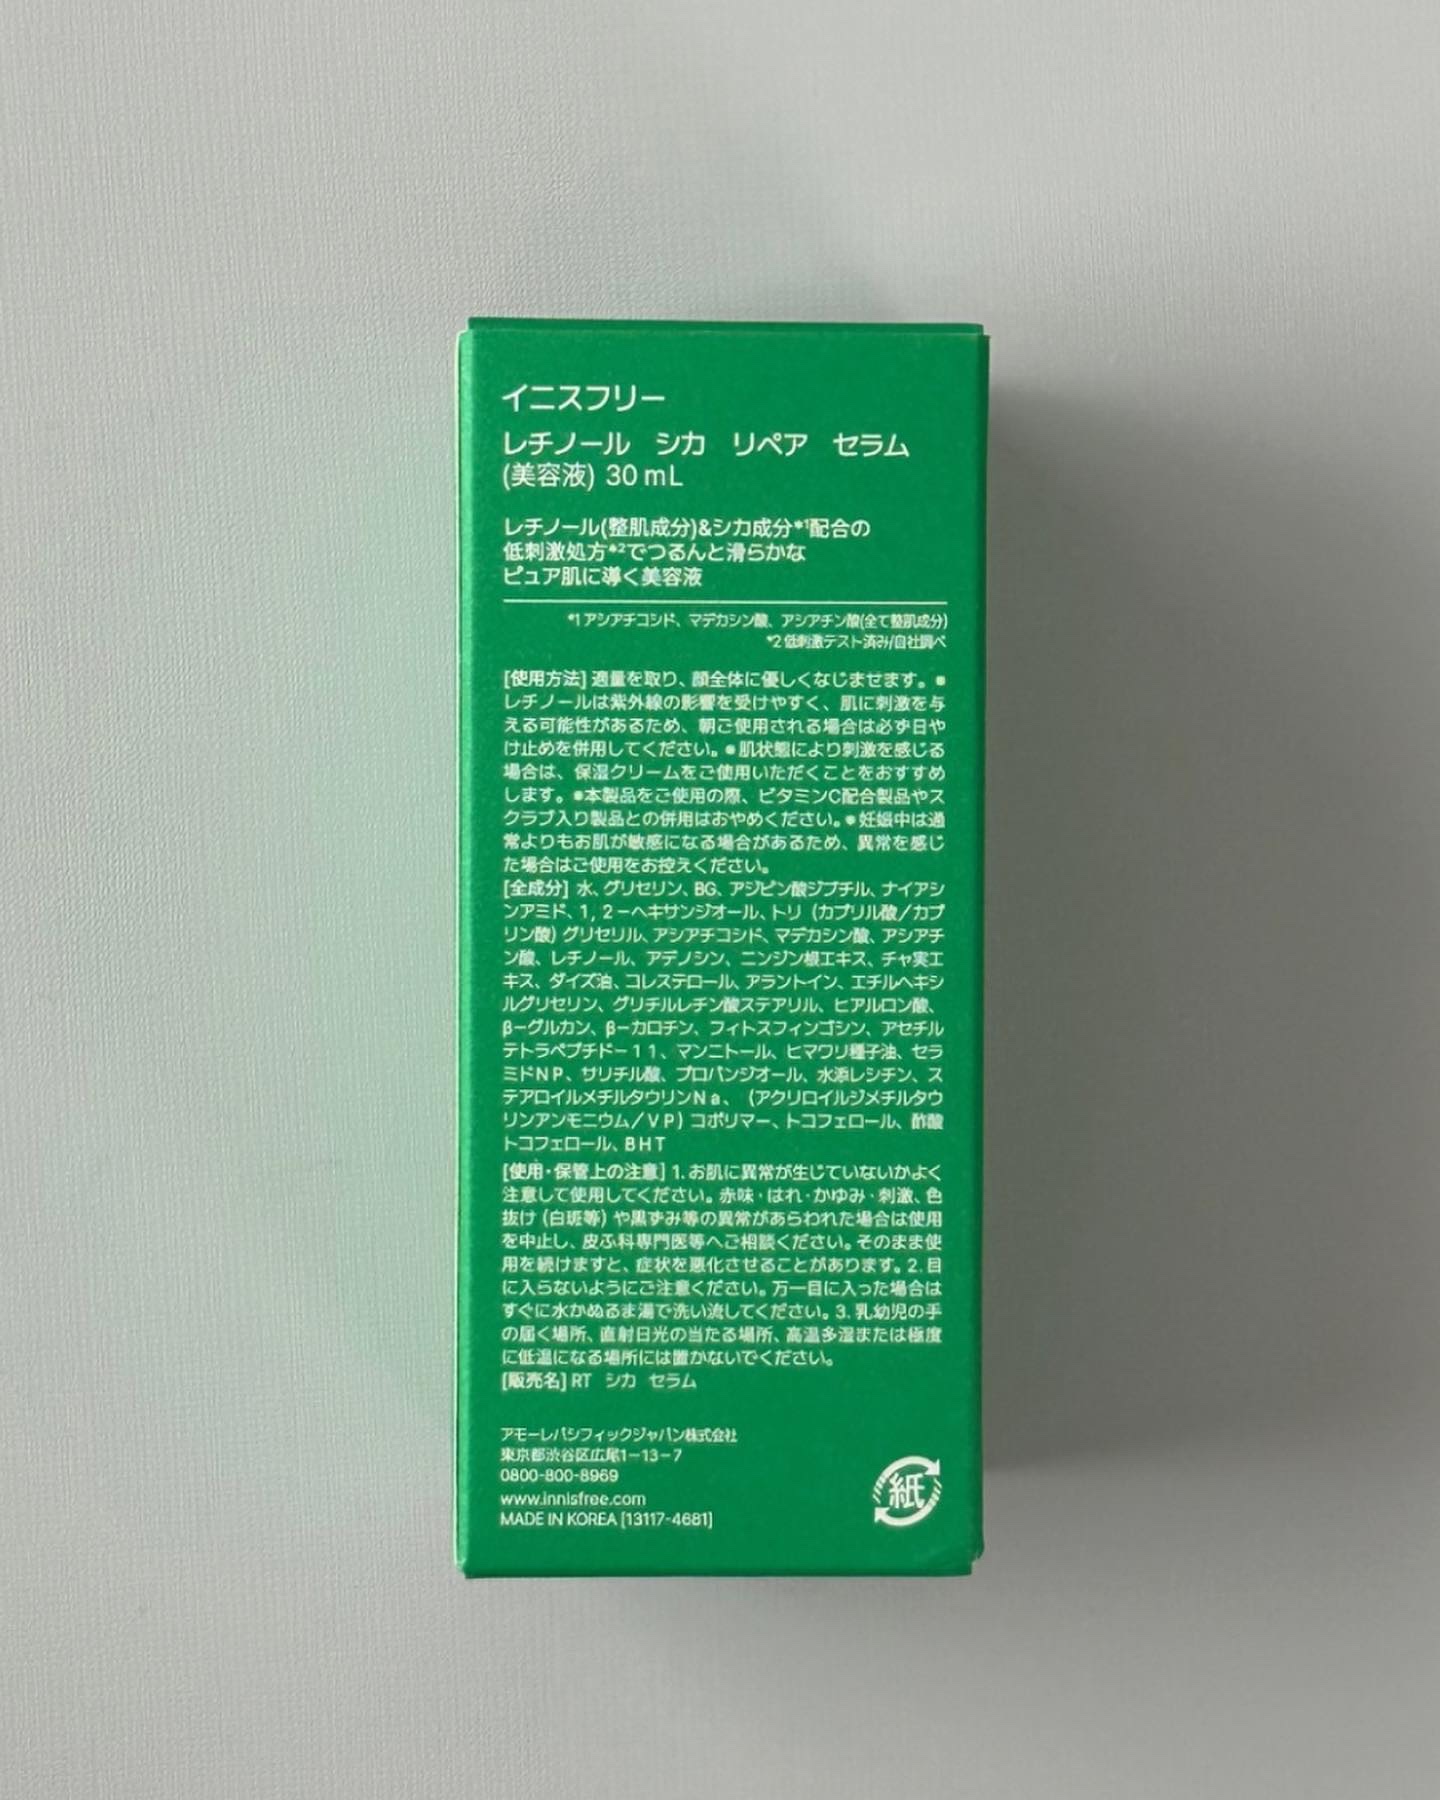 イニスフリー
レチノール シカ リペア セラム
(美容液) 30 mL
レチノール(整肌成分)&シカ成分*1配合の
低刺激処方*2でつるんと滑らかな
ピュア肌に導く美容液
*1 アシアチコシド、マデカシン酸、アシアチン酸(全て整肌成分)
*2 低刺激テスト済み/自社調べ
[使用方法] 適量を取り、顔全体に優しくなじませます。●
レチノールは紫外線の影響を受けやすく、肌に刺激を与
える可能性があるため、朝ご使用される場合は必ず日や
け止めを併用してください。●肌状態により刺激を感じる
場合は、保湿クリームをご使用いただくことをおすすめ
します。●本製品をご使用の際、ビタミンC配合製品やス
クラブ入り製品との併用はおやめください。●妊娠中は通
常よりもお肌が敏感になる場合があるため、異常を感じ
た場合はご使用をお控えください。
[全成分] 水、グリセリン、BG、アジピン酸ジブチル、ナイアシ
ンアミド、1, 2－ヘキサンジオール、トリ (カプリル酸／カプ
リン酸) グリセリル、アシアチコシド、マデカシン酸、アシアチ
ン酸、レチノール、アデノシン、ニンジン根エキス、チャ実エ
キス、ダイズ油、コレステロール、アラントイン、エチルヘキシ
ルグリセリン、グリチルレチン酸ステアリル、ヒアルロン酸、
β－グルカン、β－カロチン、フィトスフィンゴシン、アセチル
テトラペプチド－１１、マンニトール、ヒマワリ種子油、セラ
ミドNP、サリチル酸、プロパンジオール、水添レシチン、ス
テアロイルメチルタウリンNa、(アクリロイルジメチルタウ
リンアンモニウム／VP) コポリマー、トコフェロール、酢酸
トコフェロール、BHT
[使用・保管上の注意] 1. お肌に異常が生じていないかよく
注意して使用してください。赤味・はれ・かゆみ・刺激、色
抜け (白斑等) や黒ずみ等の異常があらわれた場合は使用
を中止し、皮ふ科専門医等へご相談ください。そのまま使
用を続けますと、症状を悪化させることがあります。2. 目
に入らないようにご注意ください。万一目に入った場合は
すぐに水かぬるま湯で洗い流してください。3. 乳幼児の手
の届く場所、直射日光の当たる場所、高温多湿または極度
に低温になる場所には置かないでください。
[販売名] RT シカ セラム
アモーレパシフィックジャパン株式会社
東京都渋谷区広尾1－13－7
0800-800-8969
www.innisfree.com
MADE IN KOREA [13117-4681]
紙